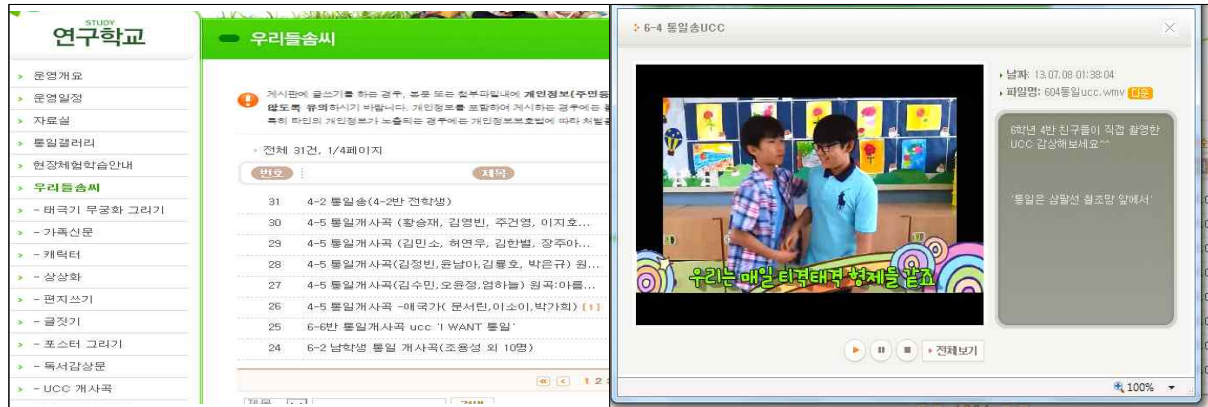 STUDY
연구학교
운영개요
운영일정
자료실
통일갤러리
현장체험학습안내
우리들솜씨
- 태극기 무궁화 그리기
- 가족신문
- 캐릭터
- 상상화
- 편지쓰기
- 글짓기
- 포스터 그리기
- 독서감상문
- UCC 개사곡
우리들솜씨
게시판에 글쓰기를 하는 경우, 본문 또는 첨부파일내에 개인정보(주민등
않도록 유의하시기 바랍니다. 개인정보를 포함하여 게시하는 경우에는
특히 타인의 개인정보가 노출되는 경우에는 개인정보보호법에 따라 처벌을
전체 31건, 1/4페이지
번호 제목
31 4-2 통일송(4-2반 전학생)
30 4-5 통일개사곡 (황승재, 김영빈, 주건영, 이지호...
29 4-5 통일개사곡 (김민소, 허연우, 김한별, 장주아...
28 4-5 통일개사곡(김정빈,윤남아,김룡호, 박은규) 원...
27 4-5 통일개사곡(김수민,오윤정,엄하늘) 원곡:아름...
26 4-5 통일개사곡 -애국가( 문서린,이소이,박가희) [1]
25 6-6반 통일개사곡 ucc 'I WANT 통일'
24 6-2 남학생 통일 개사곡(조용성 외 10명)
1 2
제목
검색
6-4 통일송UCC
날짜: 13.07.08 01:38:04
파일명: 604통일ucc.wmv 다운
6학년 4반 친구들이 직접 촬영한
UCC 감상해보세요^^
'통일은 삼팔선 철조망 앞에서'
우리는 매일 티격태격 형제들 같죠
전체보기
100%